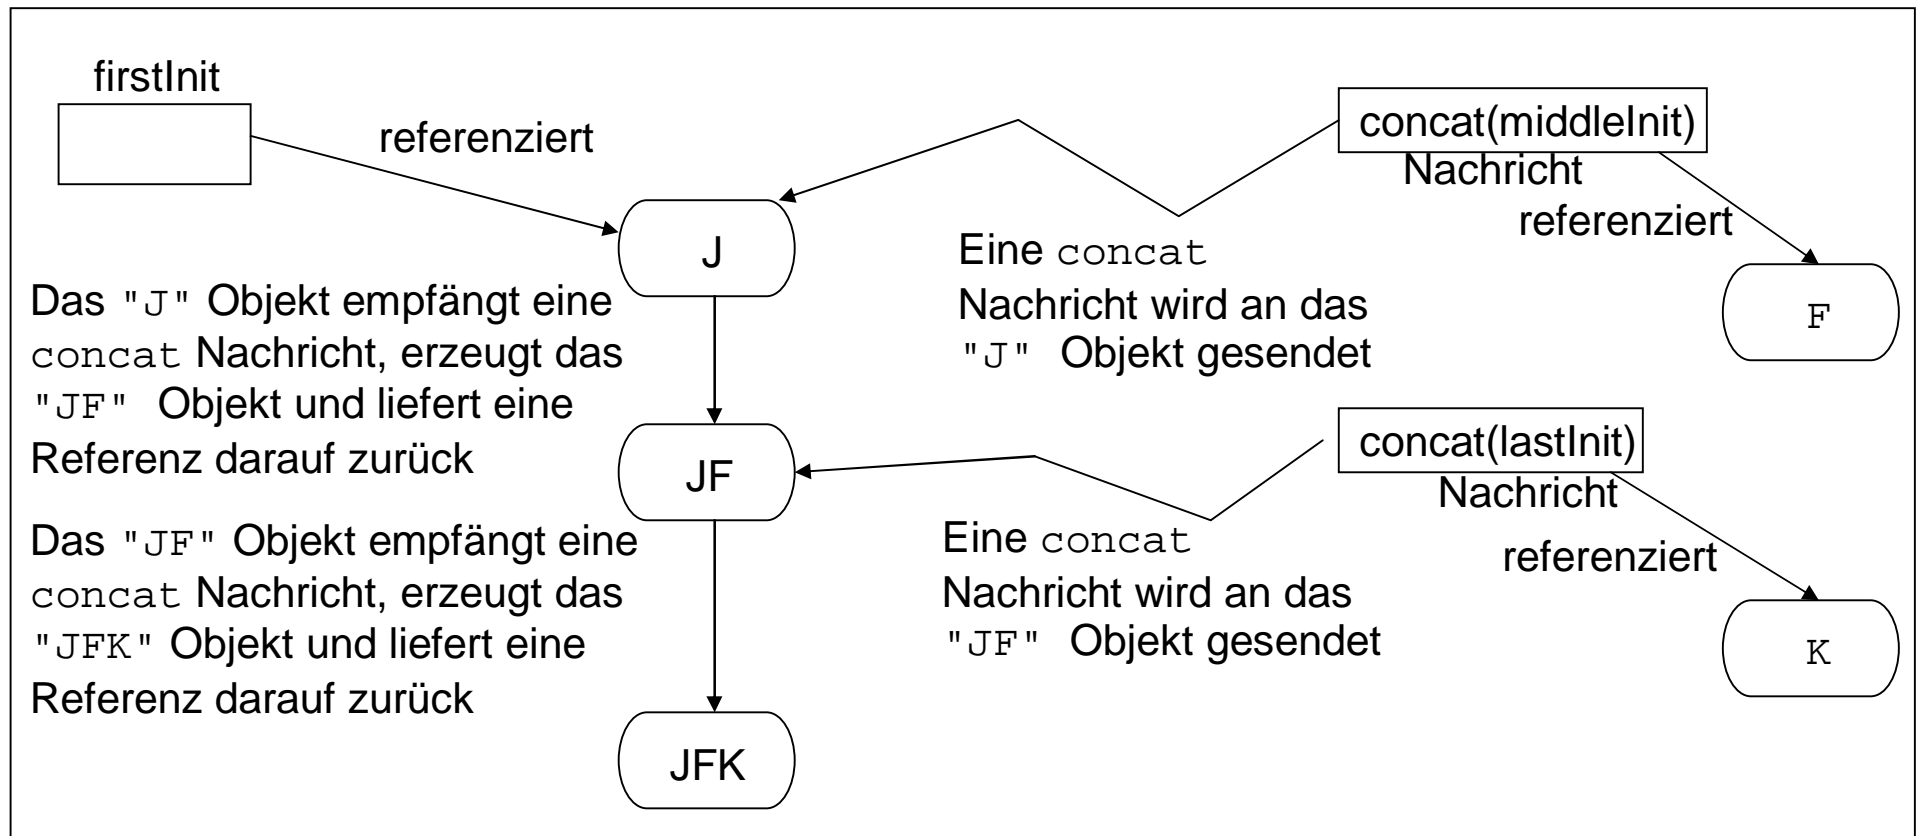 firstInit
referenziert
concat(middleInit)
Nachricht
referenziert
J
F
Das "J" Objekt empfängt eine
concat Nachricht, erzeugt das
"JF" Objekt und liefert eine
Referenz darauf zurück
Eine concat
Nachricht wird an das
"J" Objekt gesendet
concat(lastInit)
Nachricht
referenziert
JF
K
Das "JF" Objekt empfängt eine
concat Nachricht, erzeugt das
"JFK" Objekt und liefert eine
Referenz darauf zurück
Eine concat
Nachricht wird an das
"JF" Objekt gesendet
JFK